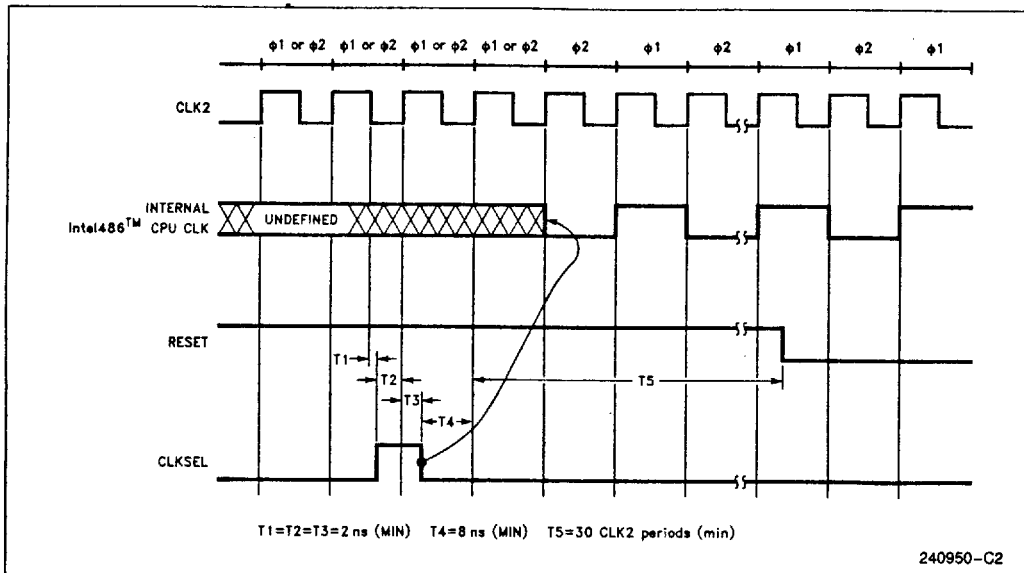 ϕ1 or ϕ2 ϕ1 or ϕ2 ϕ1 or ϕ2 ϕ1 or ϕ2 ϕ2 ϕ1 ϕ2 ϕ1 ϕ2 ϕ1
CLK2
INTERNAL
Intel486™ CPU CLK
UNDEFINED
RESET
T1
T2
T3
T4
T5
CLKSEL
T1=T2=T3=2 ns (MIN) T4=8 ns (MIN) T5=30 CLK2 periods (min)
240950-C2